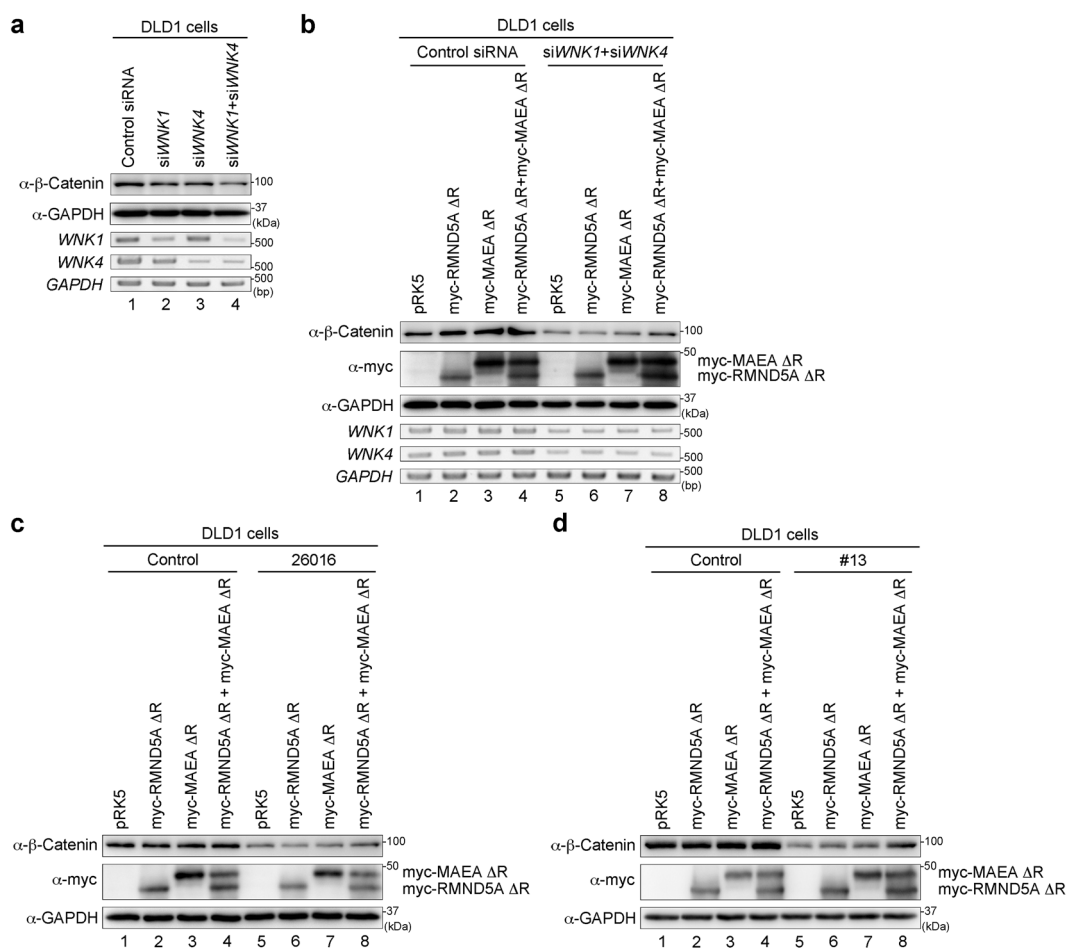 a
DLD1 cells
Control siRNA
siWNK1
siWNK4
siWNK1+siWNK4
α-β-Catenin
100
α-GAPDH
37
(kDa)
WNK1
500
WNK4
500
GAPDH
500
(bp)
1 2 3 4
b
DLD1 cells
Control siRNA siWNK1+siWNK4
pRK5
myc-RMND5A ΔR
myc-MAEA ΔR
myc-RMND5A ΔR+myc-MAEA ΔR
pRK5
myc-RMND5A ΔR
myc-MAEA ΔR
myc-RMND5A ΔR+myc-MAEA ΔR
α-β-Catenin
100
50
α-myc
myc-MAEA ΔR
myc-RMND5A ΔR
α-GAPDH
37
(kDa)
WNK1
500
WNK4
500
GAPDH
500
(bp)
1 2 3 4 5 6 7 8
c
DLD1 cells
Control 26016
pRK5
myc-RMND5A ΔR
myc-MAEA ΔR
myc-RMND5A ΔR + myc-MAEA ΔR
pRK5
myc-RMND5A ΔR
myc-MAEA ΔR
myc-RMND5A ΔR + myc-MAEA ΔR
α-β-Catenin
100
50
α-myc
myc-MAEA ΔR
myc-RMND5A ΔR
α-GAPDH
37
(kDa)
1 2 3 4 5 6 7 8
d
DLD1 cells
Control #13
pRK5
myc-RMND5A ΔR
myc-MAEA ΔR
myc-RMND5A ΔR + myc-MAEA ΔR
pRK5
myc-RMND5A ΔR
myc-MAEA ΔR
myc-RMND5A ΔR + myc-MAEA ΔR
α-β-Catenin
100
50
α-myc
myc-MAEA ΔR
myc-RMND5A ΔR
α-GAPDH
37
(kDa)
1 2 3 4 5 6 7 8